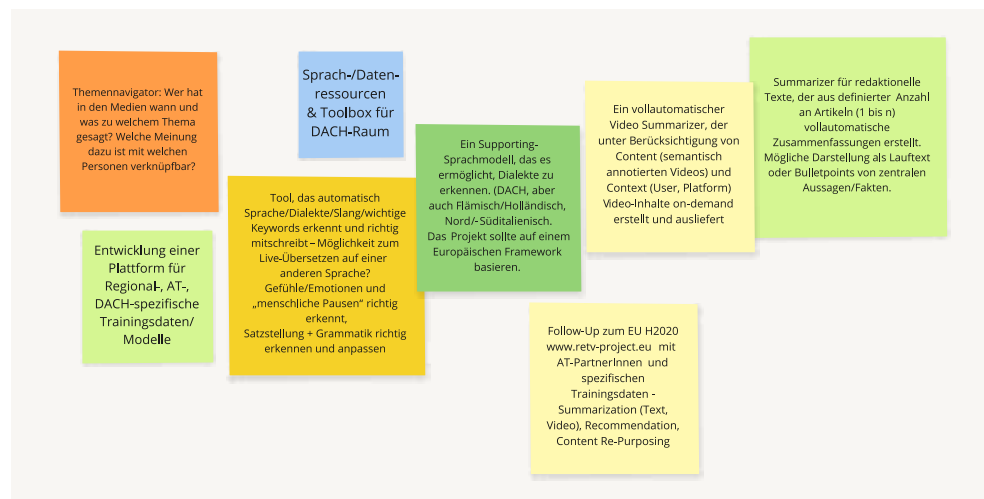 Themennavigator: Wer hat
in den Medien wann und
was zu welchem Thema
gesagt? Welche Meinung
dazu ist mit welchen
Personen verknüpfbar?
Sprach-/Daten-
ressourcen
& Toolbox für
DACH-Raum
Ein Supporting-
Sprachmodell, das es
ermöglicht, Dialekte zu
erkennen. (DACH, aber
auch Flämisch/Holländisch,
Nord/-Süditalienisch.
Das Projekt sollte auf einem
Europäischen Framework
basieren.
Ein vollautomatischer
Video Summarizer, der
unter Berücksichtigung von
Content (semantisch
annotierten Videos) und
Context (User, Platform)
Video-Inhalte on-demand
erstellt und ausliefert
Summarizer für redaktionelle
Texte, der aus definierter Anzahl
an Artikeln (1 bis n)
vollautomatische
Zusammenfassungen erstellt.
Mögliche Darstellung als Lauftext
oder Bulletpoints von zentralen
Aussagen/Fakten.
Entwicklung einer
Plattform für
Regional-, AT-,
DACH-spezifische
Trainingsdaten/
Modelle
Tool, das automatisch
Sprache/Dialekte/Slang/wichtige
Keywords erkennt und richtig
mitschreibt – Möglichkeit zum
Live-Übersetzen auf einer
anderen Sprache?
Gefühle/Emotionen und
„menschliche Pausen“ richtig
erkennt,
Satzstellung + Grammatik richtig
erkennen und anpassen
Follow-Up zum EU H2020
www.retv-project.eu mit
AT-PartnerInnen und
spezifischen
Trainingsdaten -
Summarization (Text,
Video), Recommendation,
Content Re-Purposing